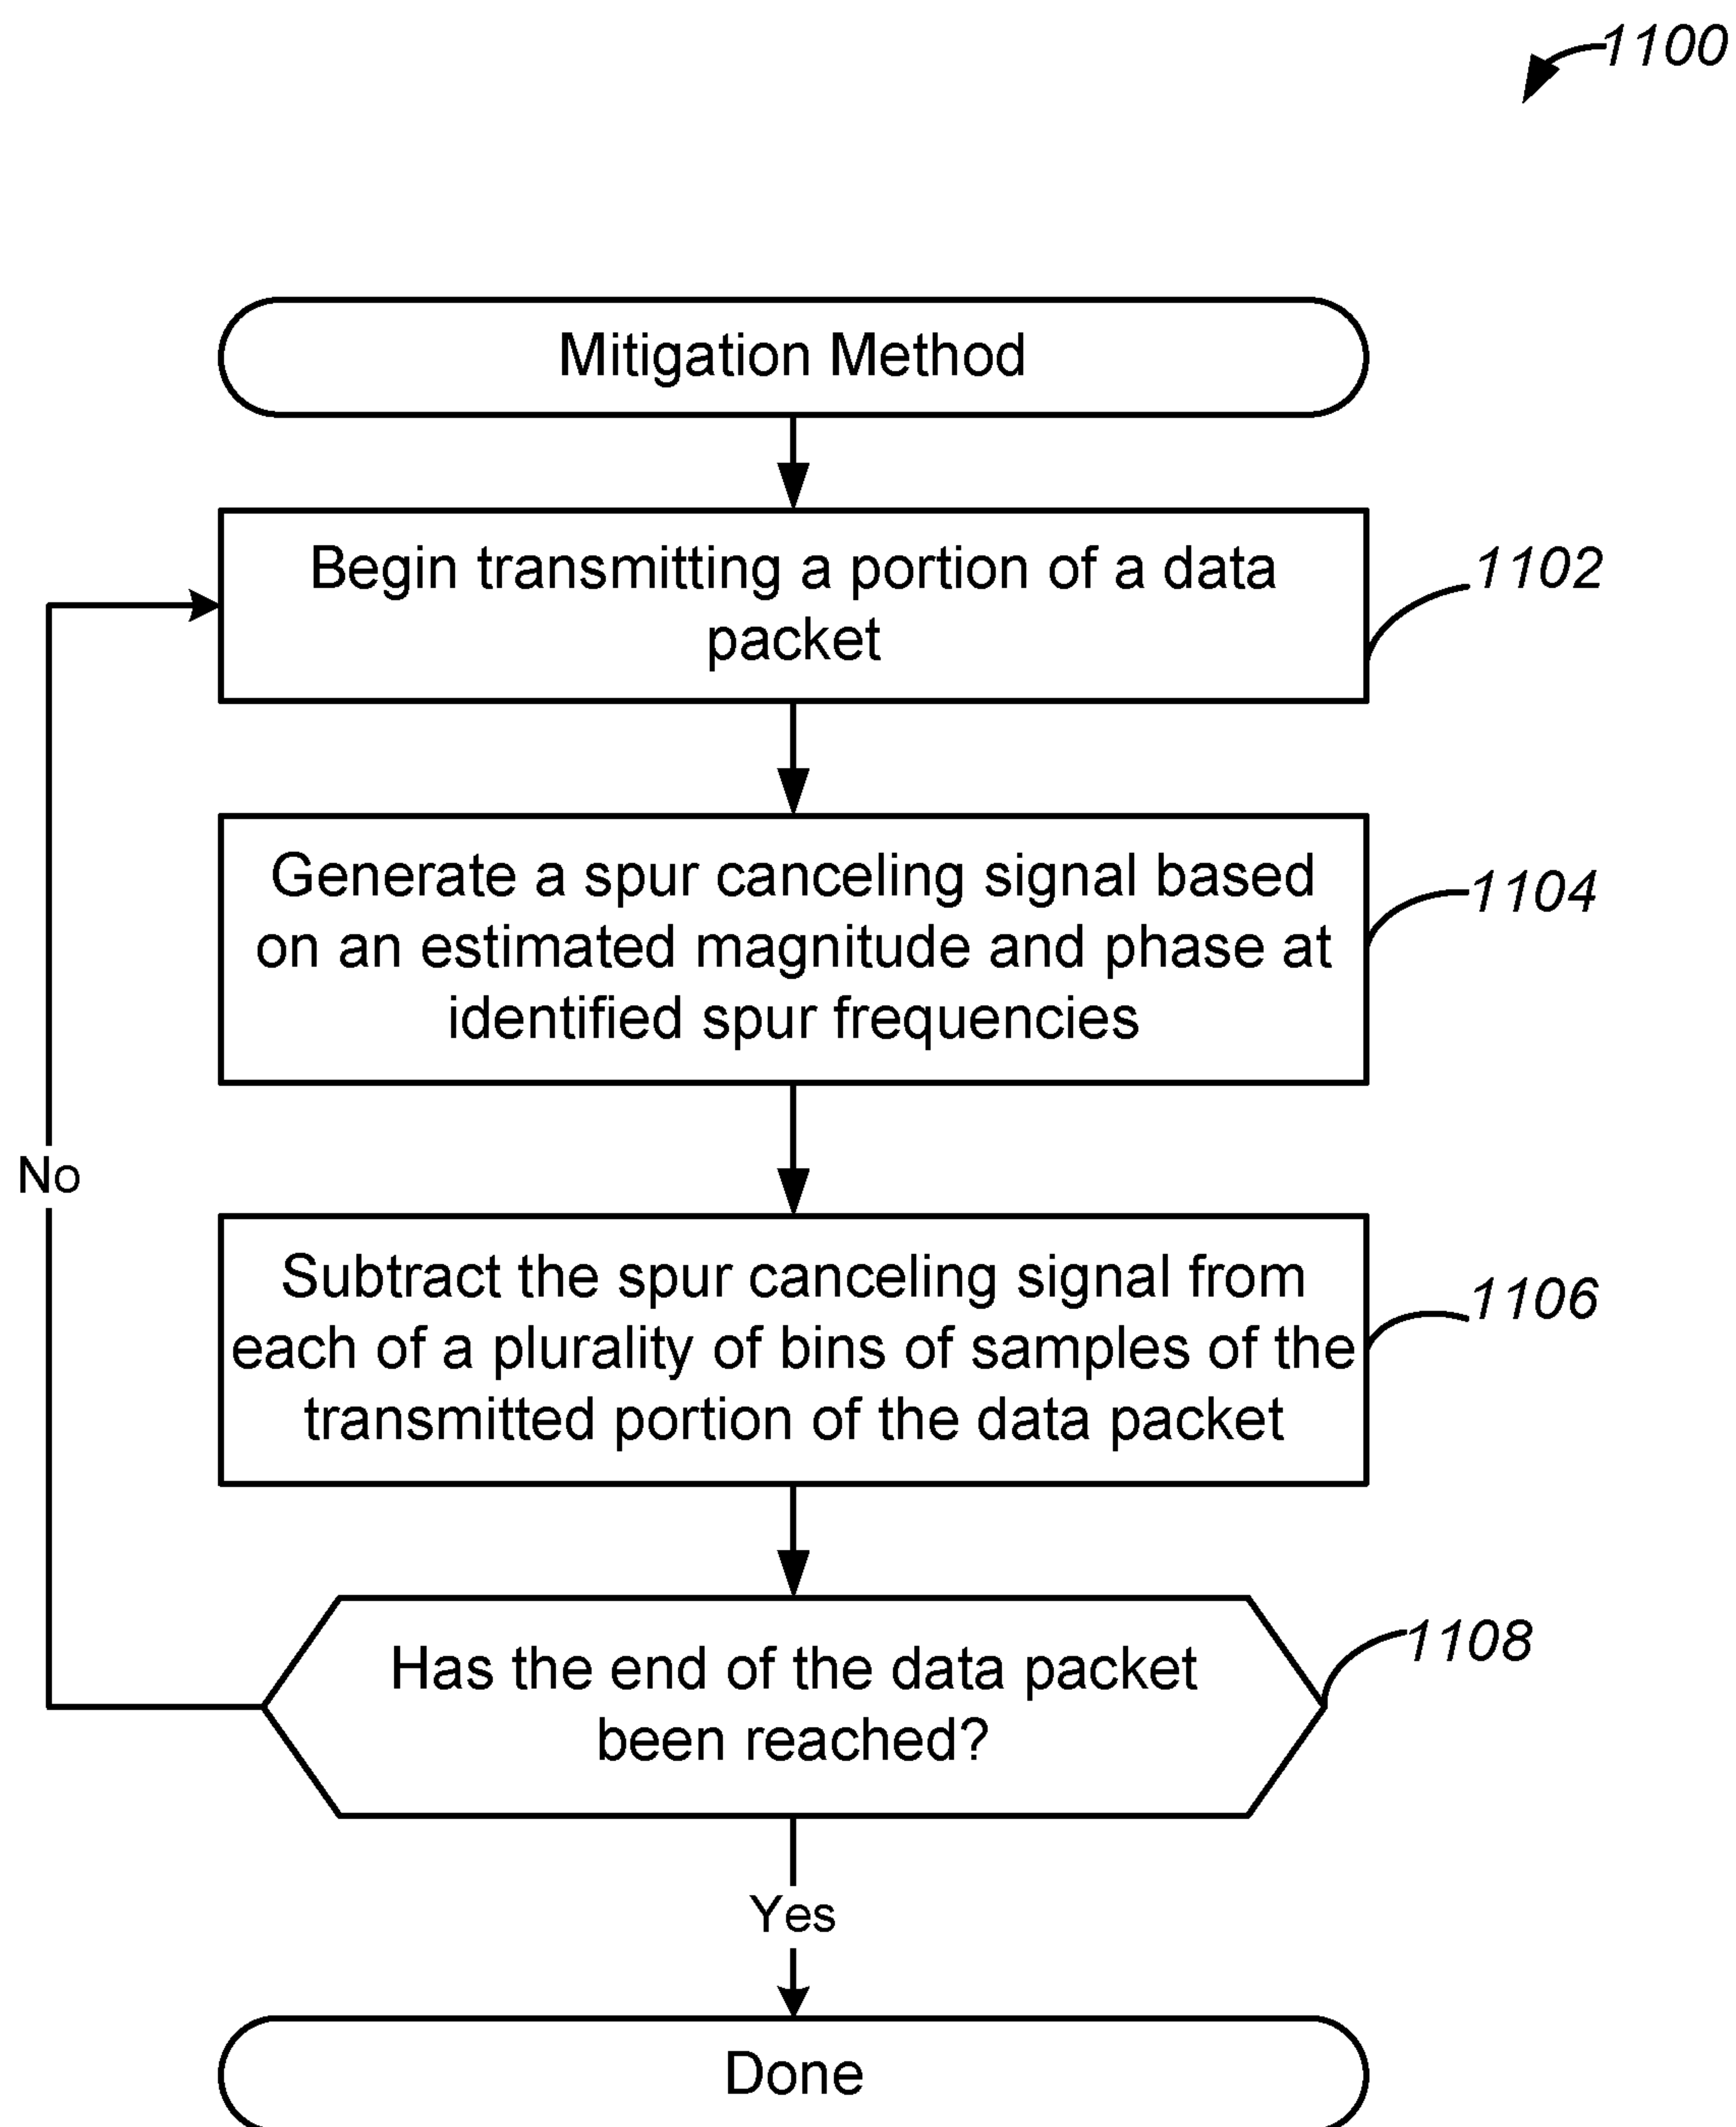 1100
Mitigation Method
Begin transmitting a portion of a data
packet
1102
Generate a spur canceling signal based
on an estimated magnitude and phase at
identified spur frequencies
1104
No
Subtract the spur canceling signal from
each of a plurality of bins of samples of the
transmitted portion of the data packet
1106
Has the end of the data packet
been reached?
1108
Yes
Done